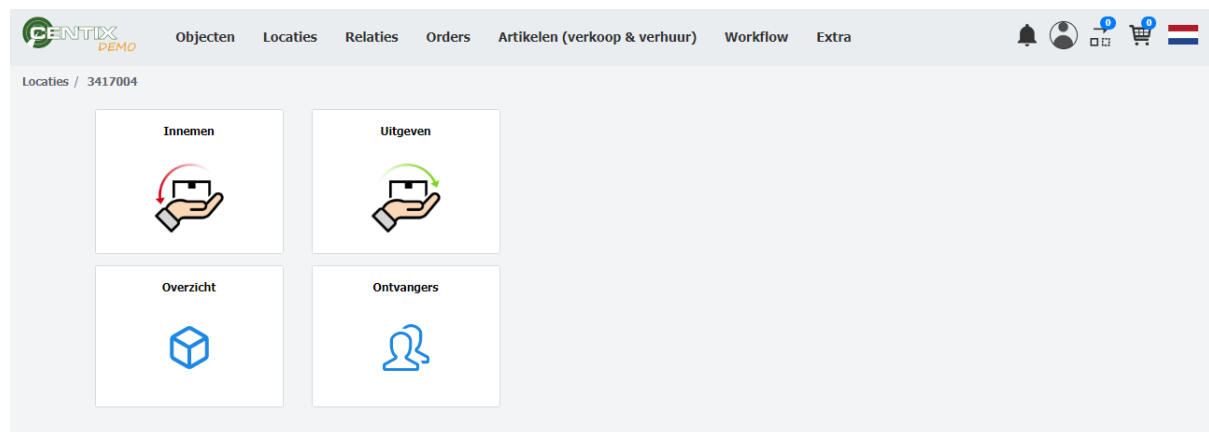 CENTIX
DEMO
Objecten Locaties Relaties Orders Artikelen (verkoop & verhuur) Workflow Extra
0 0
Locaties / 3417004
Innemen Uitgeven
Overzicht Ontvangers